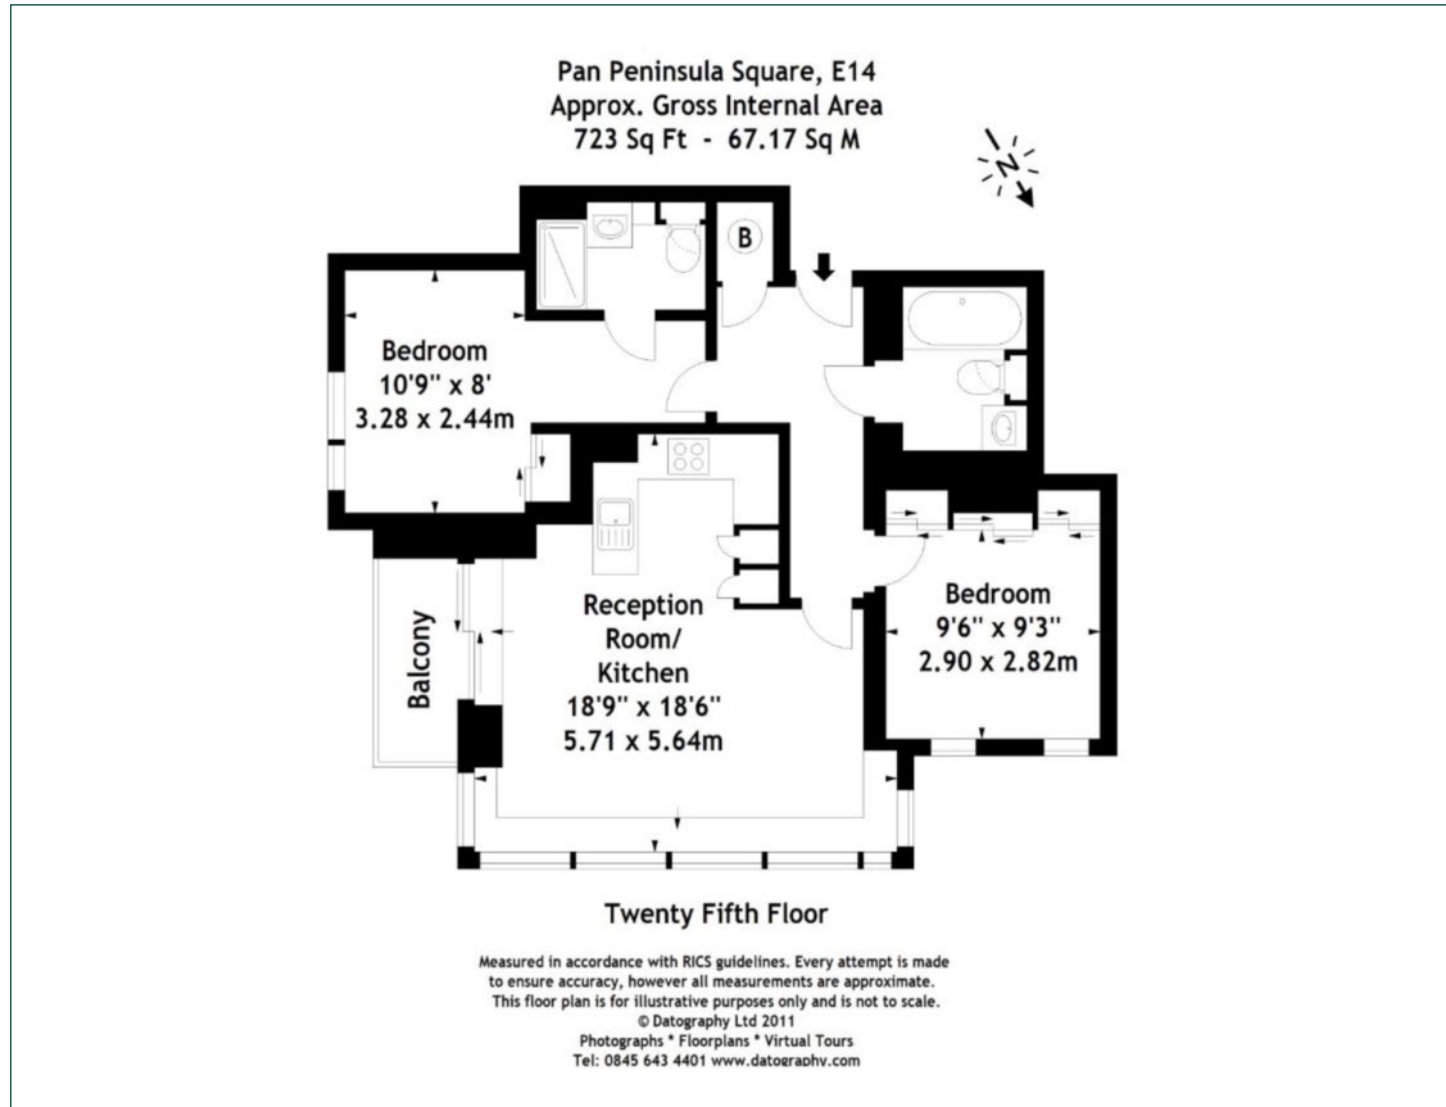 Pan Peninsula Square, E14
Approx. Gross Internal Area
723 Sq Ft - 67.17 Sq M
N
B
Bedroom
10'9" x 8'
3.28 x 2.44m
Balcony
Reception
Room/
Kitchen
18'9" x 18'6"
5.71 x 5.64m
Bedroom
9'6" x 9'3"
2.90 x 2.82m
Twenty Fifth Floor
Measured in accordance with RICS guidelines. Every attempt is made
to ensure accuracy, however all measurements are approximate.
This floor plan is for illustrative purposes only and is not to scale.
© Datography Ltd 2011
Photographs * Floorplans * Virtual Tours
Tel: 0845 643 4401 www.datography.com